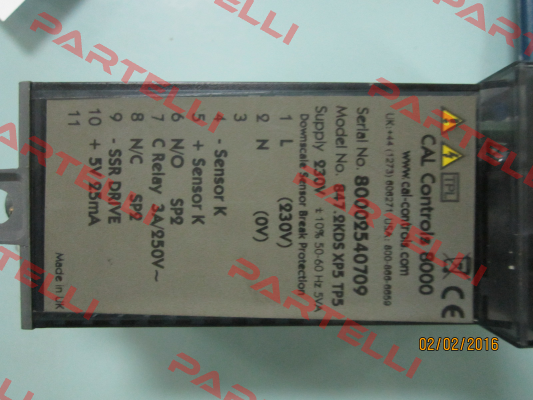 CAL Controls 8000
www.cal-controls.com
UK:+44 (1273) 606271 USA: 800-866-6659
Serial No. 80002540709
Model No. 847.2KDS XP5 TP5
Supply 230V ± 10% 50-60 Hz 5VA
Downscale Sensor Break Protection
1 L (230V)
2 N (0V)
3
4 - Sensor K
5 + Sensor K
6 N/O SP2
7 C Relay 3A/250V~
8 N/C SP2
9 - SSR DRIVE
10 + 5V 25mA
11
Made in UK
TPL
CE
PARTELLI
PARTELLI
PARTELLI
PARTELLI
PARTELLI
02/02/2016